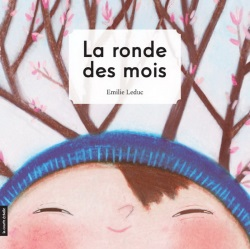 La ronde
des mois
Emilie Leduc